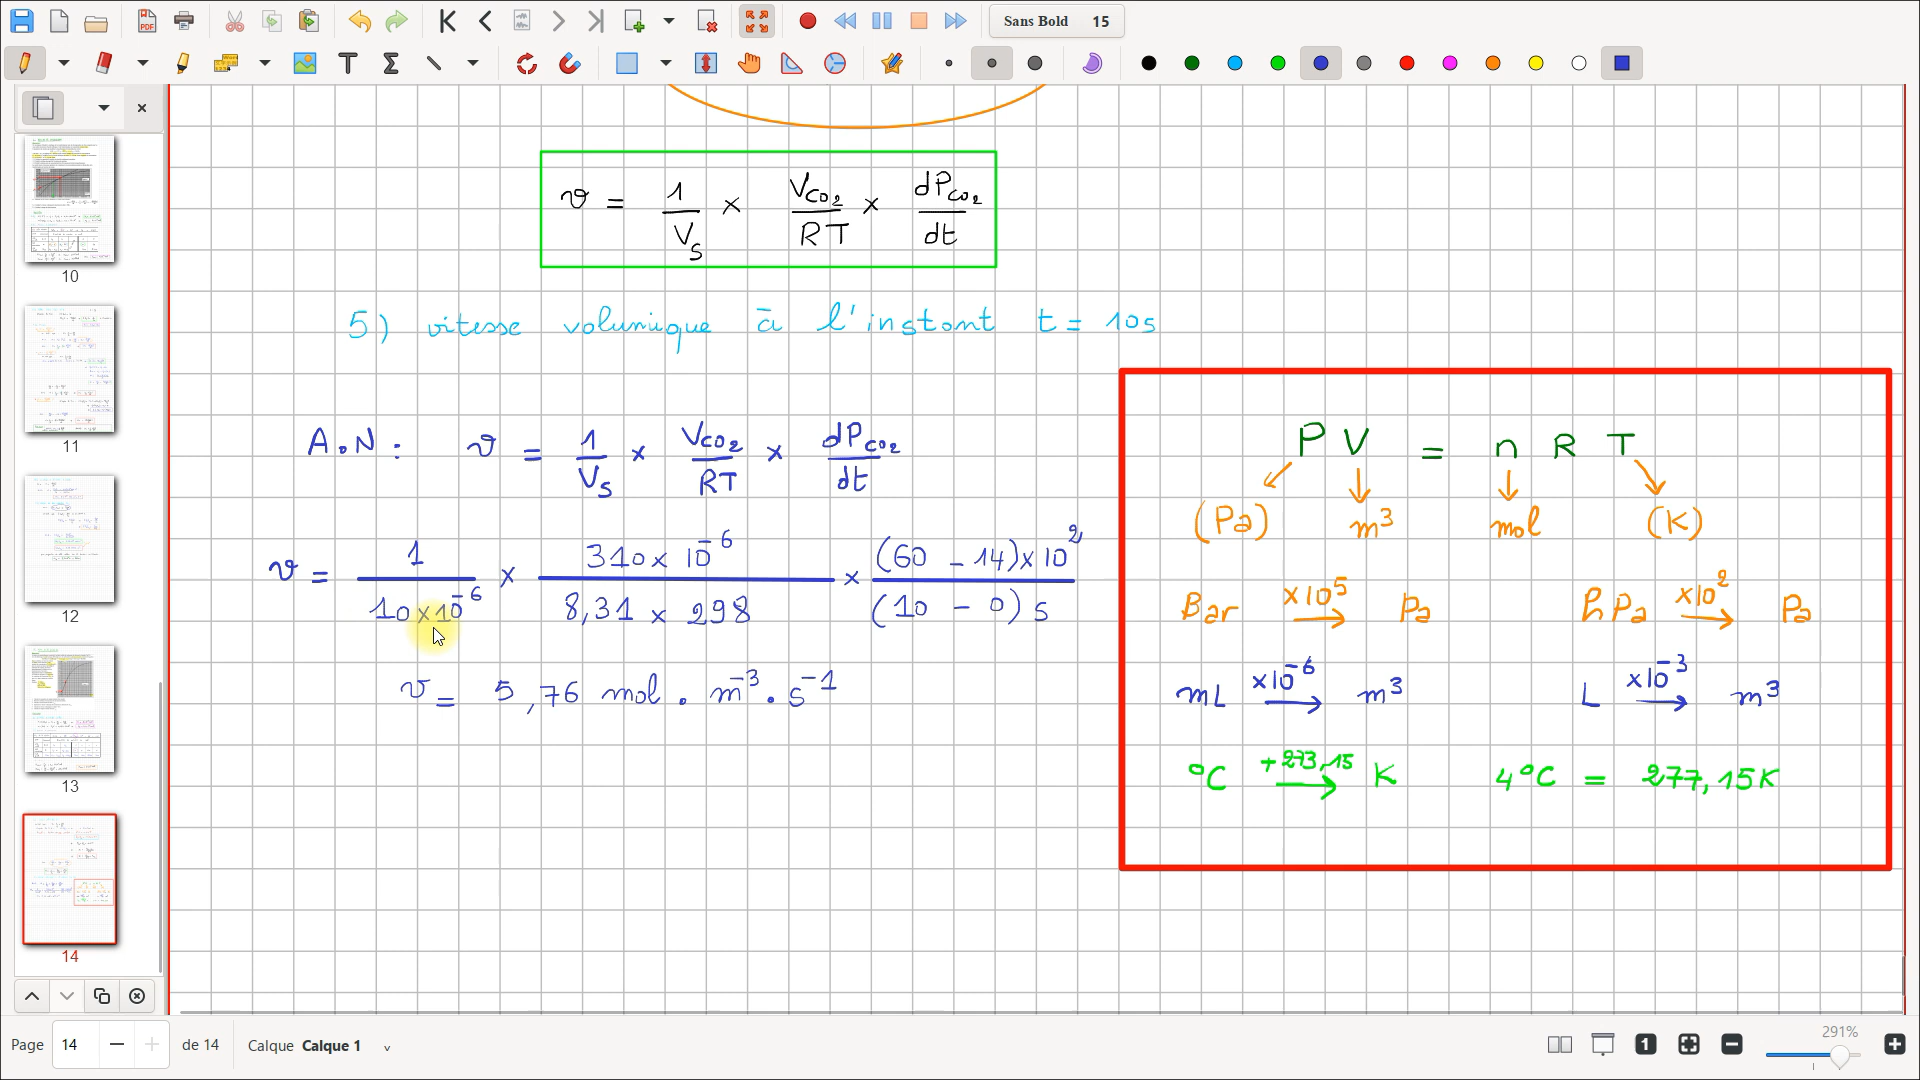 Sans Bold 15
10
11
12
13
14
v = 1/V_S × V_CO₂/RT × dP_CO₂/dt
5) vitesse volumique à l'instant t = 10s
A.N : v = 1/V_S × V_CO₂/RT × dP_CO₂/dt
v = 1/(10×10⁻⁶) × (310×10⁻⁶)/(8,31 × 298) × ((60 - 14)×10²)/((10 - 0) s)
v = 5,76 mol . m⁻³ . s⁻¹
P V = n R T
(Pa) m³ mol (K)
Bar ×10⁵ → Pa hPa ×10² → Pa
mL ×10⁻⁶ → m³ L ×10⁻³ → m³
°C +273,15 → K 4°C = 277,15K
Page 14 de 14 Calque Calque 1
291%